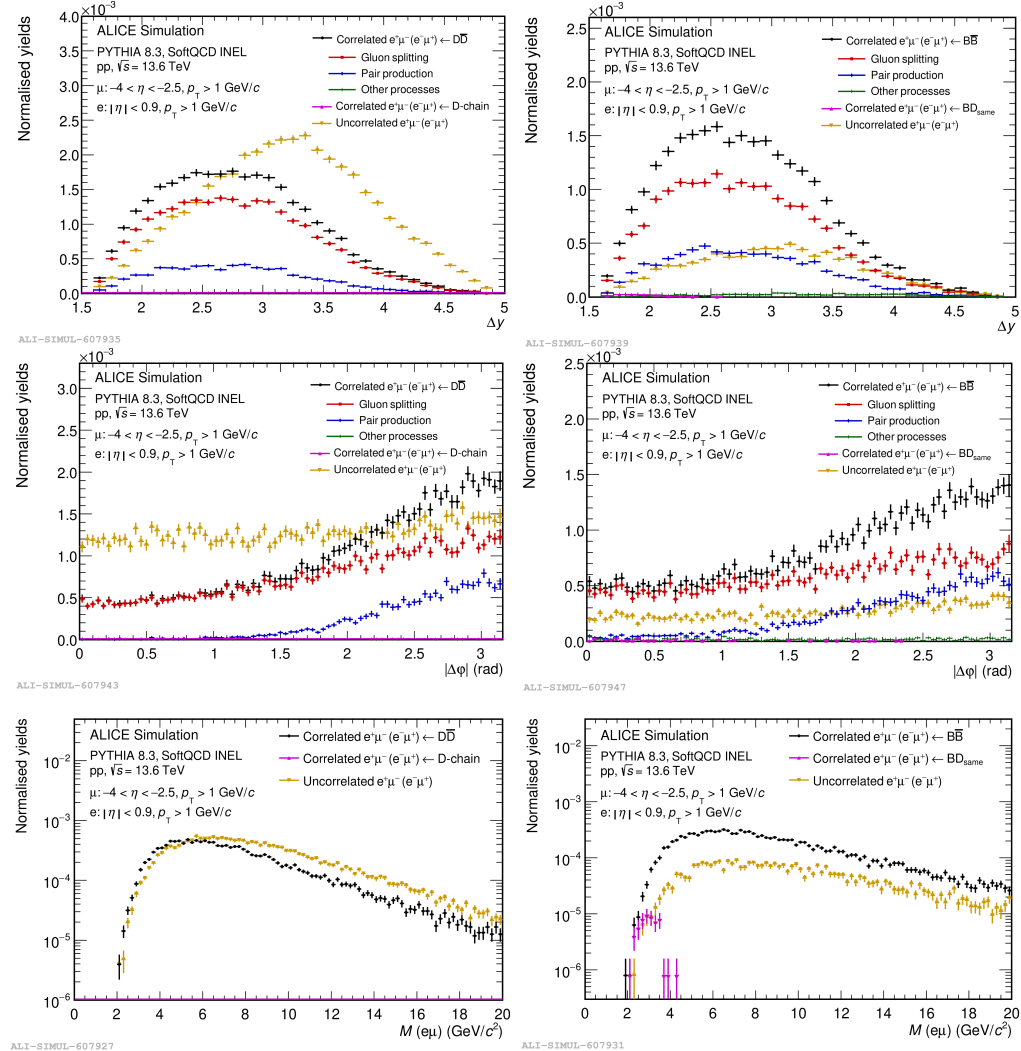 ×10⁻³
4.0
3.5
3.0
2.5
2.0
1.5
1.0
0.5
0.0
Normalised yields
ALICE Simulation
PYTHIA 8.3, SoftQCD INEL
pp, √s = 13.6 TeV
μ: −4 < η < −2.5, p_T > 1 GeV/c
e: |η| < 0.9, p_T > 1 GeV/c
Correlated e⁺μ⁻(e⁻μ⁺) ← DD̅
Gluon splitting
Pair production
Other processes
Correlated e⁺μ⁻(e⁻μ⁺) ← D-chain
Uncorrelated e⁺μ⁻(e⁻μ⁺)
1.5 2 2.5 3 3.5 4 4.5 5
Δy
ALI-SIMUL-607935
×10⁻³
2.5
2.0
1.5
1.0
0.5
0.0
Normalised yields
ALICE Simulation
PYTHIA 8.3, SoftQCD INEL
pp, √s = 13.6 TeV
μ: −4 < η < −2.5, p_T > 1 GeV/c
e: |η| < 0.9, p_T > 1 GeV/c
Correlated e⁺μ⁻(e⁻μ⁺) ← BB̅
Gluon splitting
Pair production
Other processes
Correlated e⁺μ⁻(e⁻μ⁺) ← BD_same
Uncorrelated e⁺μ⁻(e⁻μ⁺)
1.5 2 2.5 3 3.5 4 4.5 5
Δy
ALI-SIMUL-607939
×10⁻³
3.0
2.5
2.0
1.5
1.0
0.5
0.0
Normalised yields
ALICE Simulation
PYTHIA 8.3, SoftQCD INEL
pp, √s = 13.6 TeV
μ: −4 < η < −2.5, p_T > 1 GeV/c
e: |η| < 0.9, p_T > 1 GeV/c
Correlated e⁺μ⁻(e⁻μ⁺) ← DD̅
Gluon splitting
Pair production
Other processes
Correlated e⁺μ⁻(e⁻μ⁺) ← D-chain
Uncorrelated e⁺μ⁻(e⁻μ⁺)
0 0.5 1 1.5 2 2.5 3
|Δφ| (rad)
ALI-SIMUL-607943
×10⁻³
2.5
2.0
1.5
1.0
0.5
0.0
Normalised yields
ALICE Simulation
PYTHIA 8.3, SoftQCD INEL
pp, √s = 13.6 TeV
μ: −4 < η < −2.5, p_T > 1 GeV/c
e: |η| < 0.9, p_T > 1 GeV/c
Correlated e⁺μ⁻(e⁻μ⁺) ← BB̅
Gluon splitting
Pair production
Other processes
Correlated e⁺μ⁻(e⁻μ⁺) ← BD_same
Uncorrelated e⁺μ⁻(e⁻μ⁺)
0 0.5 1 1.5 2 2.5 3
|Δφ| (rad)
ALI-SIMUL-607947
10⁻²
10⁻³
10⁻⁴
10⁻⁵
10⁻⁶
Normalised yields
ALICE Simulation
PYTHIA 8.3, SoftQCD INEL
pp, √s = 13.6 TeV
μ: −4 < η < −2.5, p_T > 1 GeV/c
e: |η| < 0.9, p_T > 1 GeV/c
Correlated e⁺μ⁻(e⁻μ⁺) ← DD̅
Correlated e⁺μ⁻(e⁻μ⁺) ← D-chain
Uncorrelated e⁺μ⁻(e⁻μ⁺)
0 2 4 6 8 10 12 14 16 18 20
M (eμ) (GeV/c²)
ALI-SIMUL-607927
10⁻²
10⁻³
10⁻⁴
10⁻⁵
10⁻⁶
Normalised yields
ALICE Simulation
PYTHIA 8.3, SoftQCD INEL
pp, √s = 13.6 TeV
μ: −4 < η < −2.5, p_T > 1 GeV/c
e: |η| < 0.9, p_T > 1 GeV/c
Correlated e⁺μ⁻(e⁻μ⁺) ← BB̅
Correlated e⁺μ⁻(e⁻μ⁺) ← BD_same
Uncorrelated e⁺μ⁻(e⁻μ⁺)
0 2 4 6 8 10 12 14 16 18 20
M (eμ) (GeV/c²)
ALI-SIMUL-607931